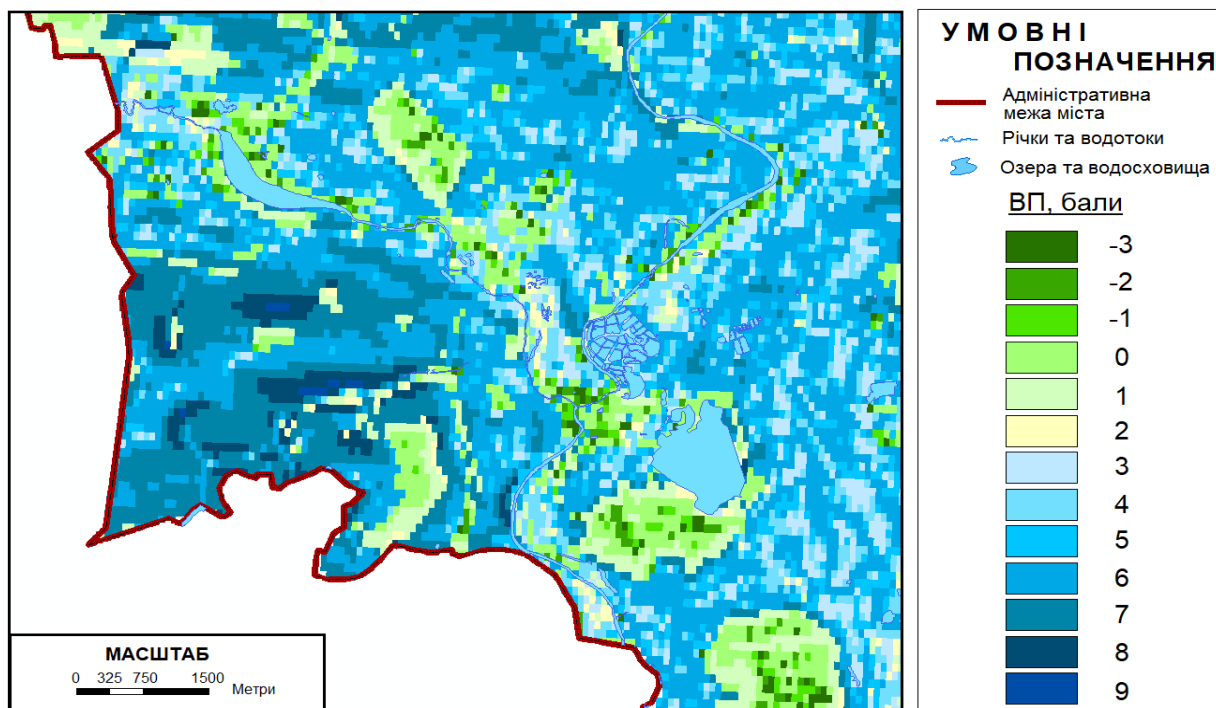 УМОВНІ
ПОЗНАЧЕННЯ
Адміністративна
межа міста
Річки та водотоки
Озера та водосховища
ВП, бали
-3
-2
-1
0
1
2
3
4
5
6
7
8
9
МАСШТАБ
0 325 750 1500 Метри